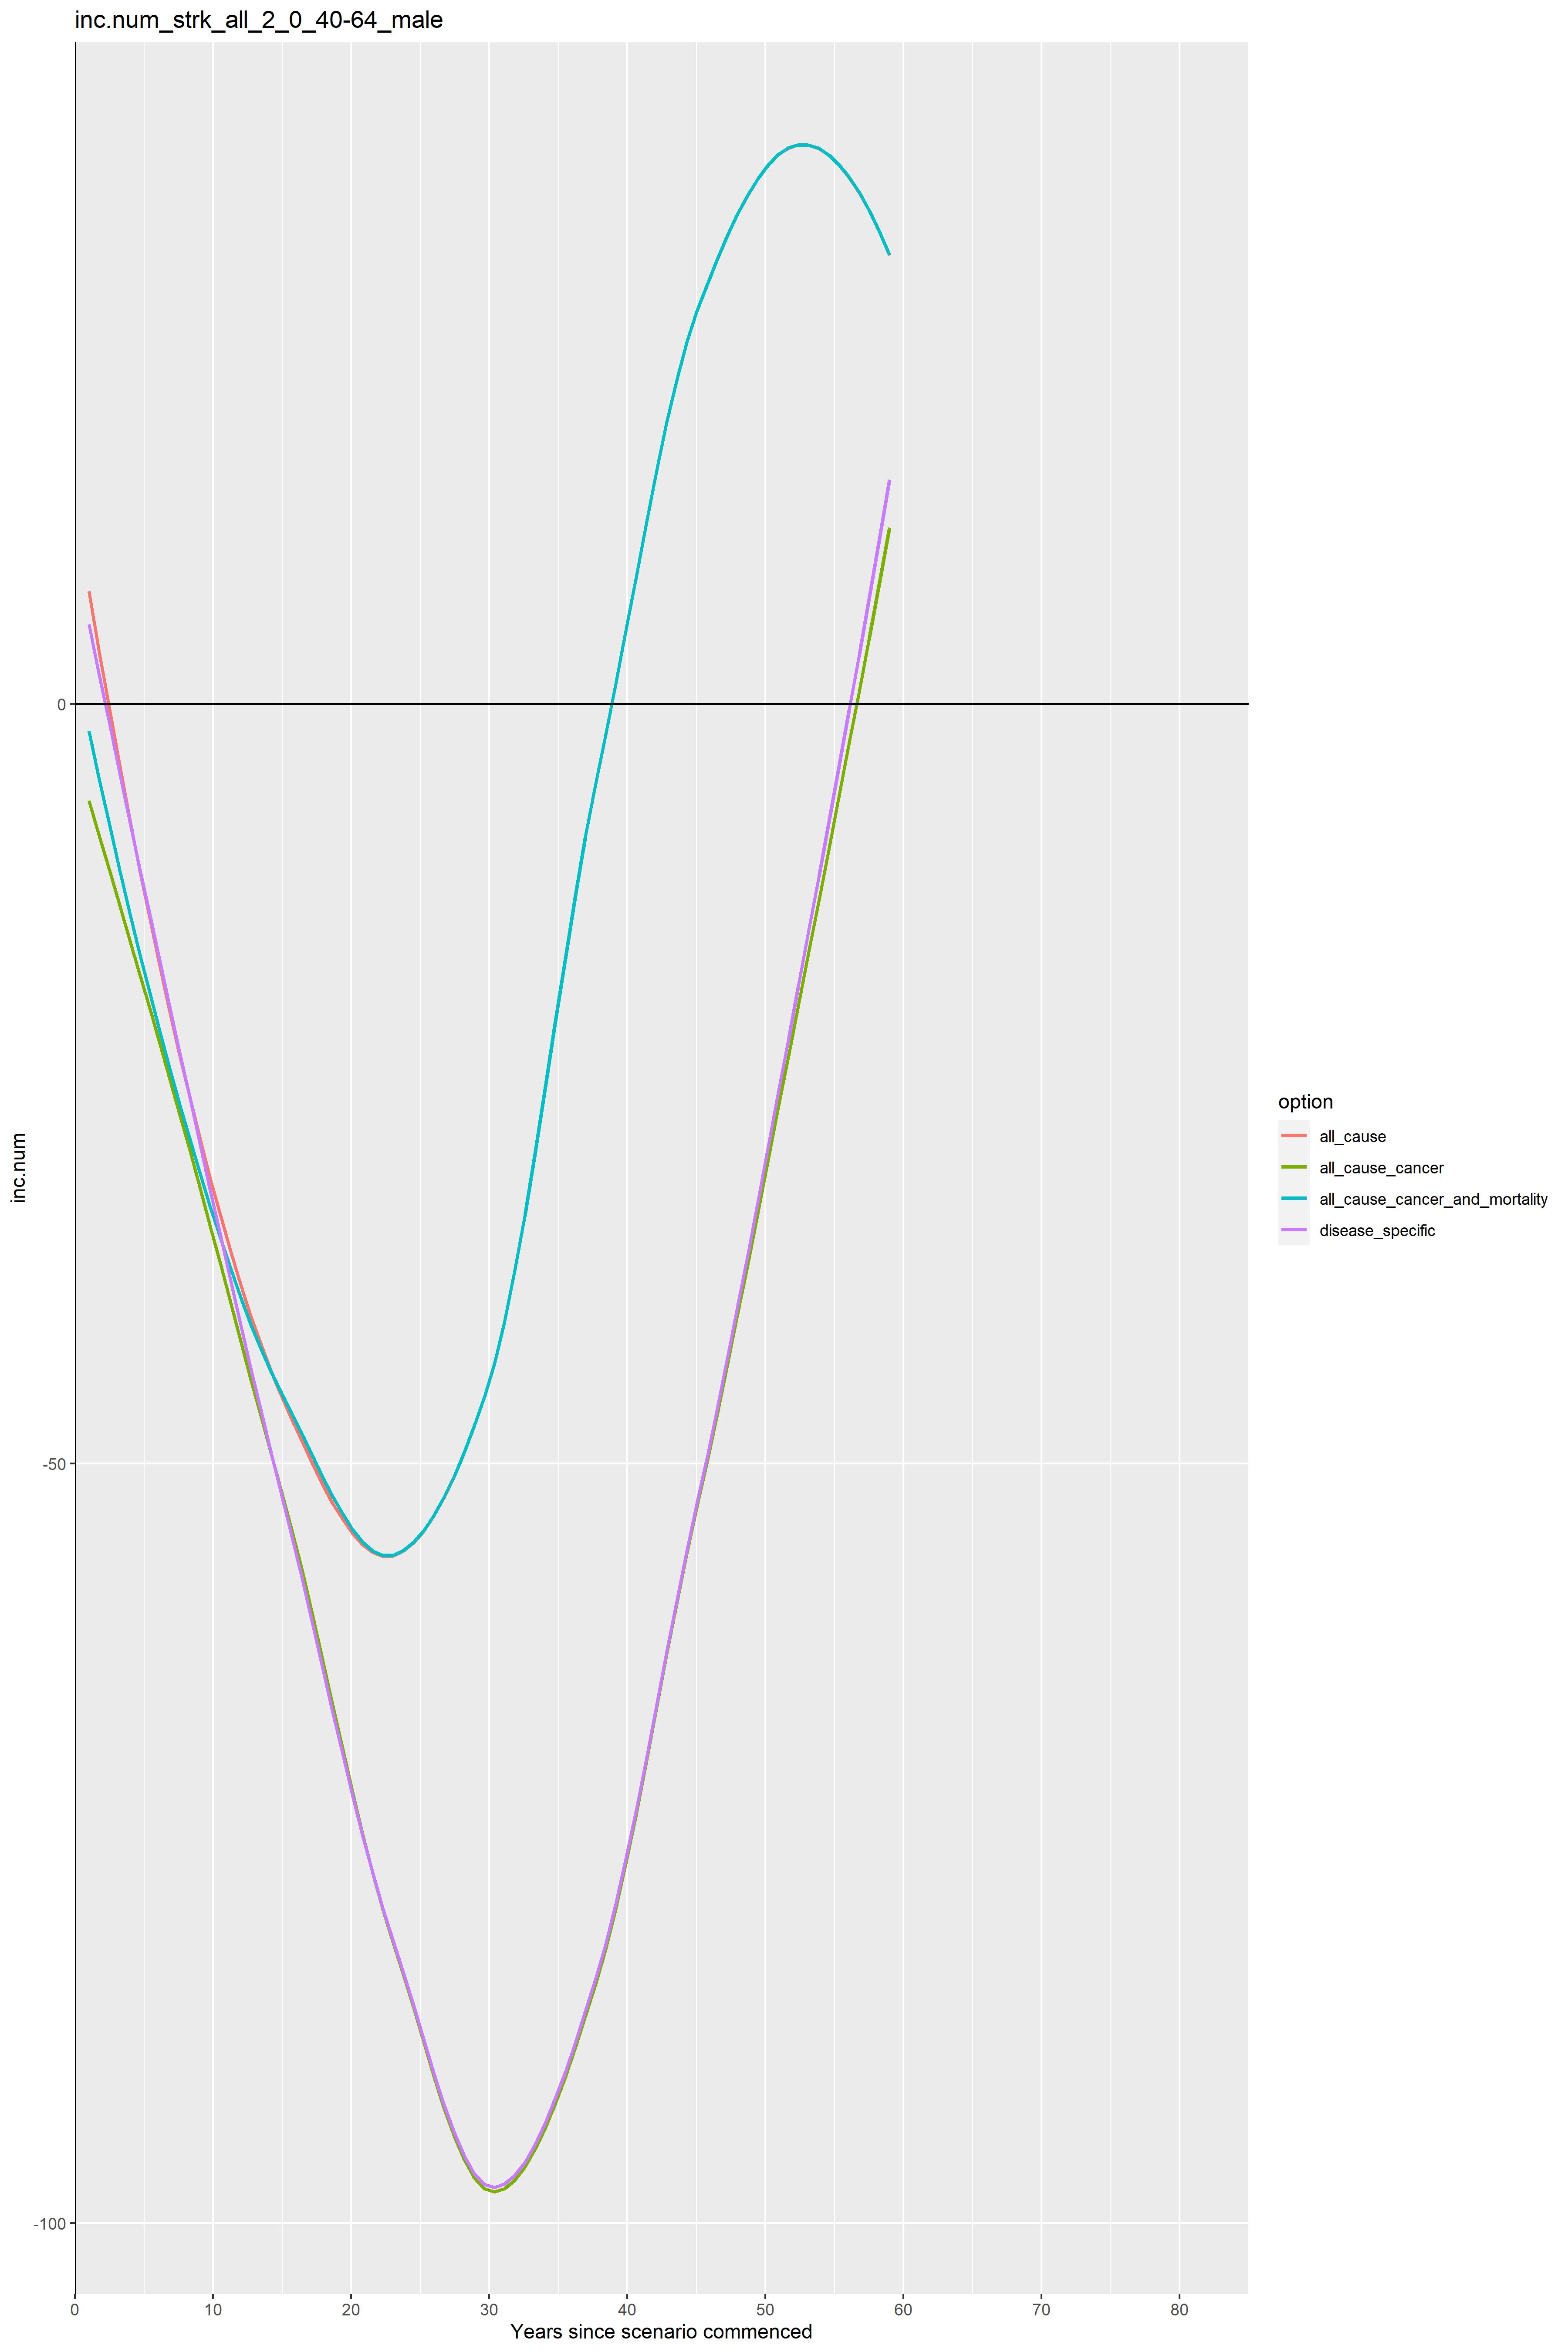 inc.num_strk_all_2_0_40-64_male
inc.num
0
-50
-100
0 10 20 30 40 50 60 70 80
Years since scenario commenced
option
all_cause
all_cause_cancer
all_cause_cancer_and_mortality
disease_specific